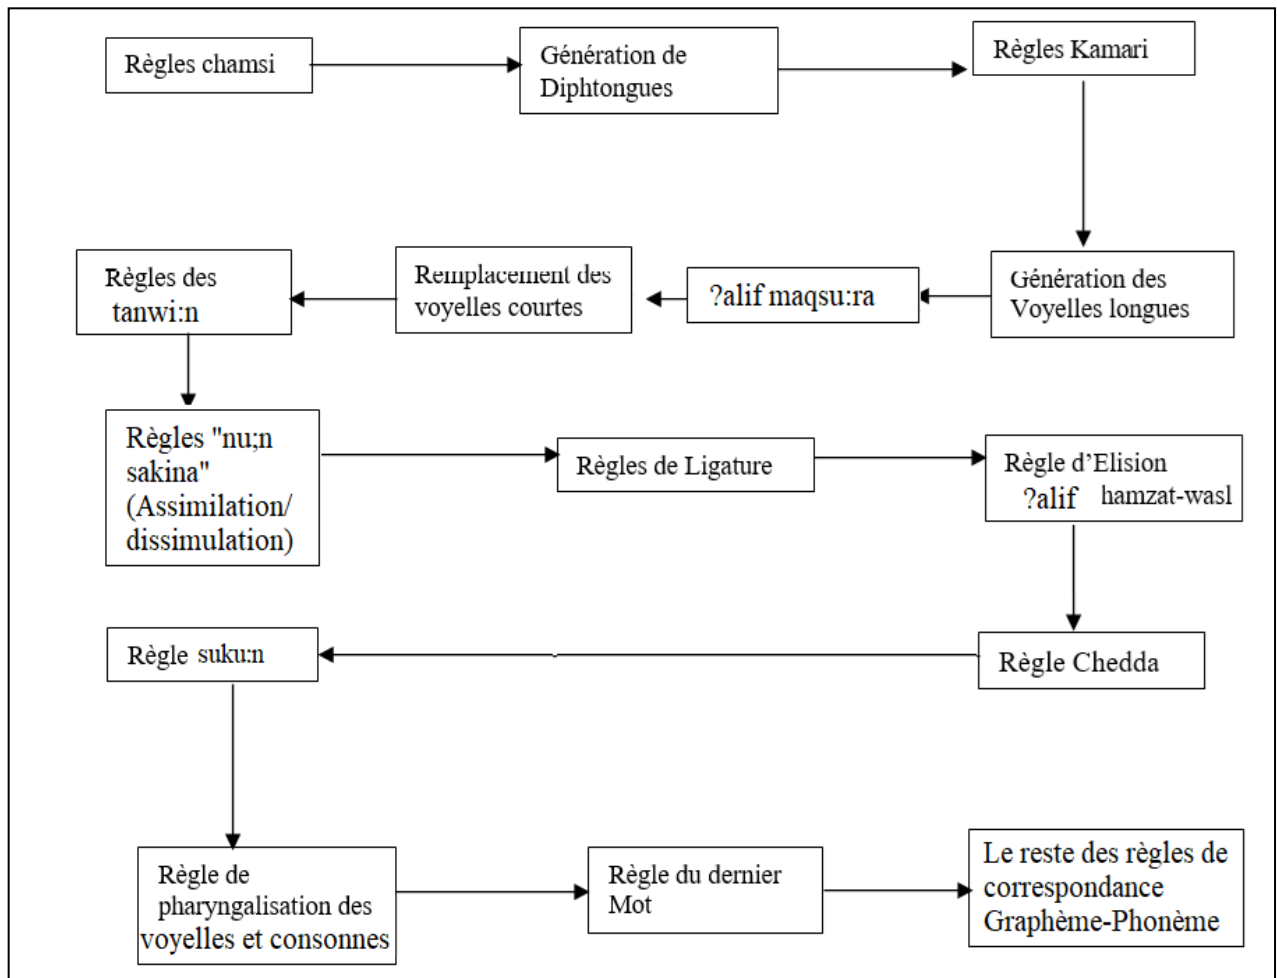 Règles chamsi
Génération de
Diphtongues
Règles Kamari
Génération des
Voyelles longues
?alif maqsu:ra
Remplacement des
voyelles courtes
Règles des
tanwi:n
Règles "nu;n
sakina"
(Assimilation/
dissimulation)
Règles de Ligature
Règle d’Elision
?alif hamzat-wasl
Règle Chedda
Règle suku:n
Règle de
pharyngalisation des
voyelles et consonnes
Règle du dernier
Mot
Le reste des règles de
correspondance
Graphème-Phonème